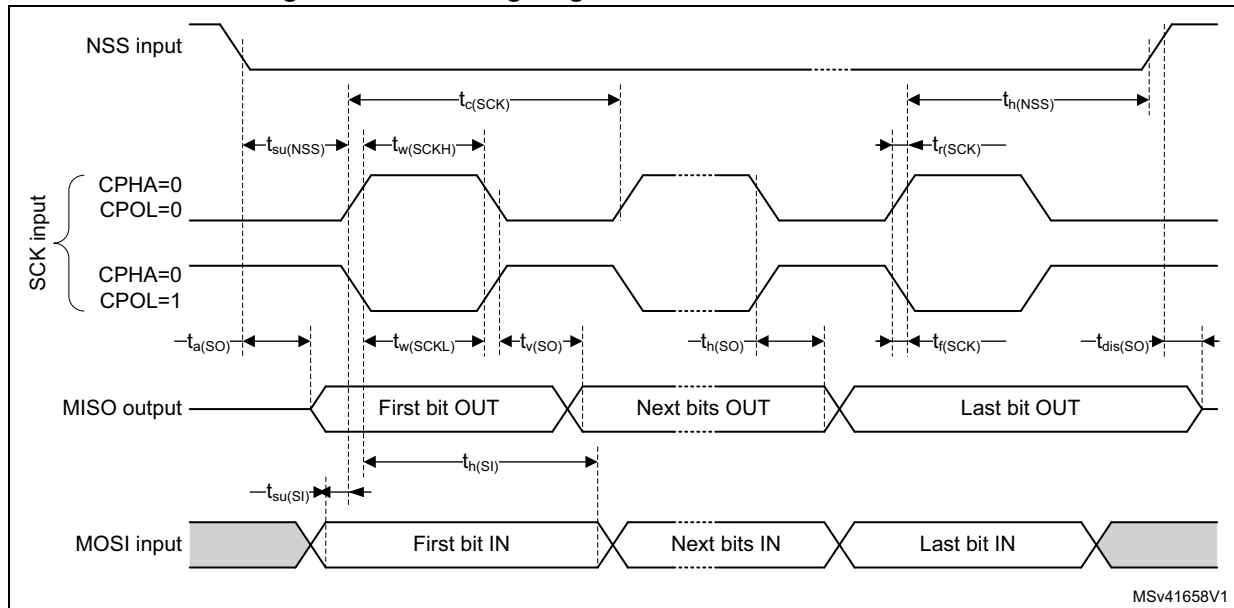 NSS input
tc(SCK)
th(NSS)
tsu(NSS)
tw(SCKH)
tr(SCK)
SCK input
CPHA=0
CPOL=0
CPHA=0
CPOL=1
ta(SO)
tw(SCKL)
tv(SO)
th(SO)
tf(SCK)
tdis(SO)
MISO output
First bit OUT
Next bits OUT
Last bit OUT
th(SI)
tsu(SI)
MOSI input
First bit IN
Next bits IN
Last bit IN
MSv41658V1